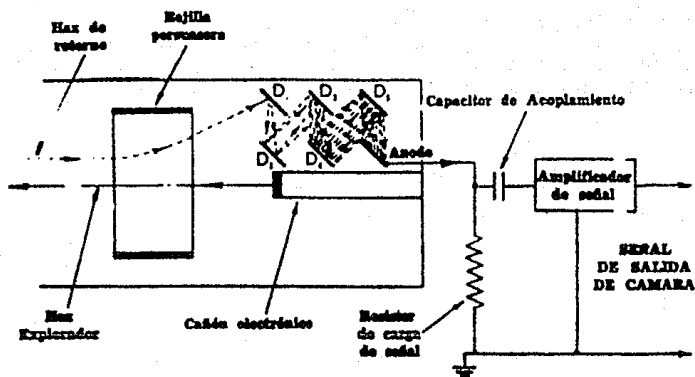 Haz de
retorno
Rejilla
persuasora
D₁
D₃
D₅
D₂
D₄
Anodo
Capacitor de Acoplamiento
Amplificador
de señal
SEÑAL
DE SALIDA
DE CAMARA
Haz
Explorador
Cañón electrónico
Resistor
de carga
de señal